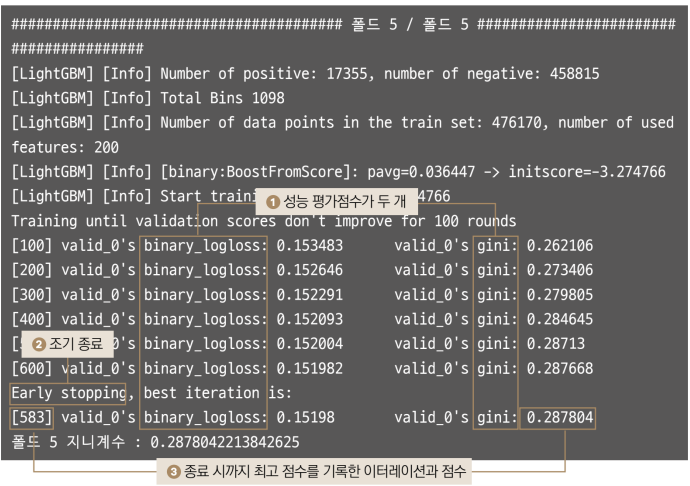 ######################################## 폴드 5 / 폴드 5 ########################
################
[LightGBM] [Info] Number of positive: 17355, number of negative: 458815
[LightGBM] [Info] Total Bins 1098
[LightGBM] [Info] Number of data points in the train set: 476170, number of used
features: 200
[LightGBM] [Info] [binary:BoostFromScore]: pavg=0.036447 -> initscore=-3.274766
[LightGBM] [Info] Start traini 4766
❶ 성능 평가점수가 두 개
Training until validation scores don't improve for 100 rounds
[100] valid_0's binary_logloss: 0.153483 valid_0's gini: 0.262106
[200] valid_0's binary_logloss: 0.152646 valid_0's gini: 0.273406
[300] valid_0's binary_logloss: 0.152291 valid_0's gini: 0.279805
[400] valid_0's binary_logloss: 0.152093 valid_0's gini: 0.284645
❷ 조기 종료
0's binary_logloss: 0.152004 valid_0's gini: 0.28713
[600] valid_0's binary_logloss: 0.151982 valid_0's gini: 0.287668
Early stopping, best iteration is:
[583] valid_0's binary_logloss: 0.15198 valid_0's gini: 0.287804
폴드 5 지니계수 : 0.2878042213842625
❸ 종료 시까지 최고 점수를 기록한 이터레이션과 점수